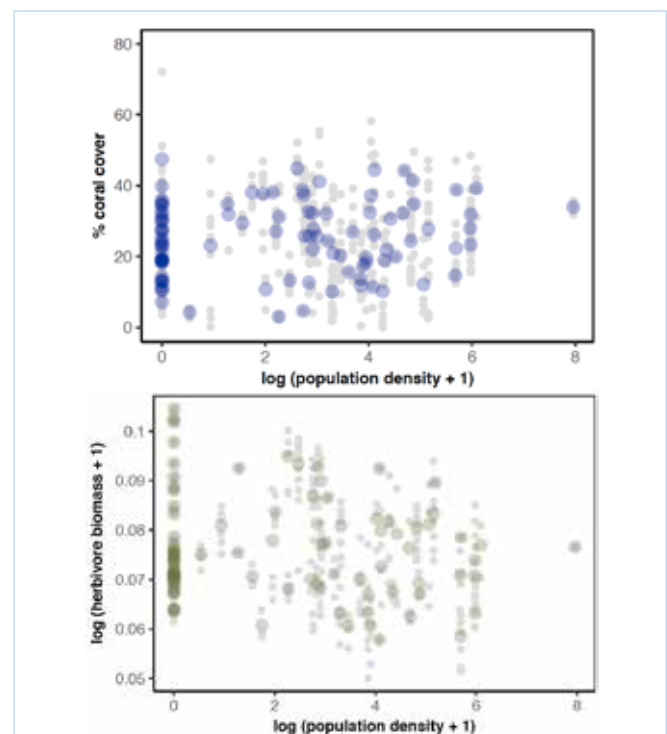 80
60
40
20
0
% coral cover
0 2 4 6 8
log (population density + 1)
0.1
0.09
0.08
0.07
0.06
0.05
log (herbivore biomass + 1)
0 2 4 6 8
log (population density + 1)